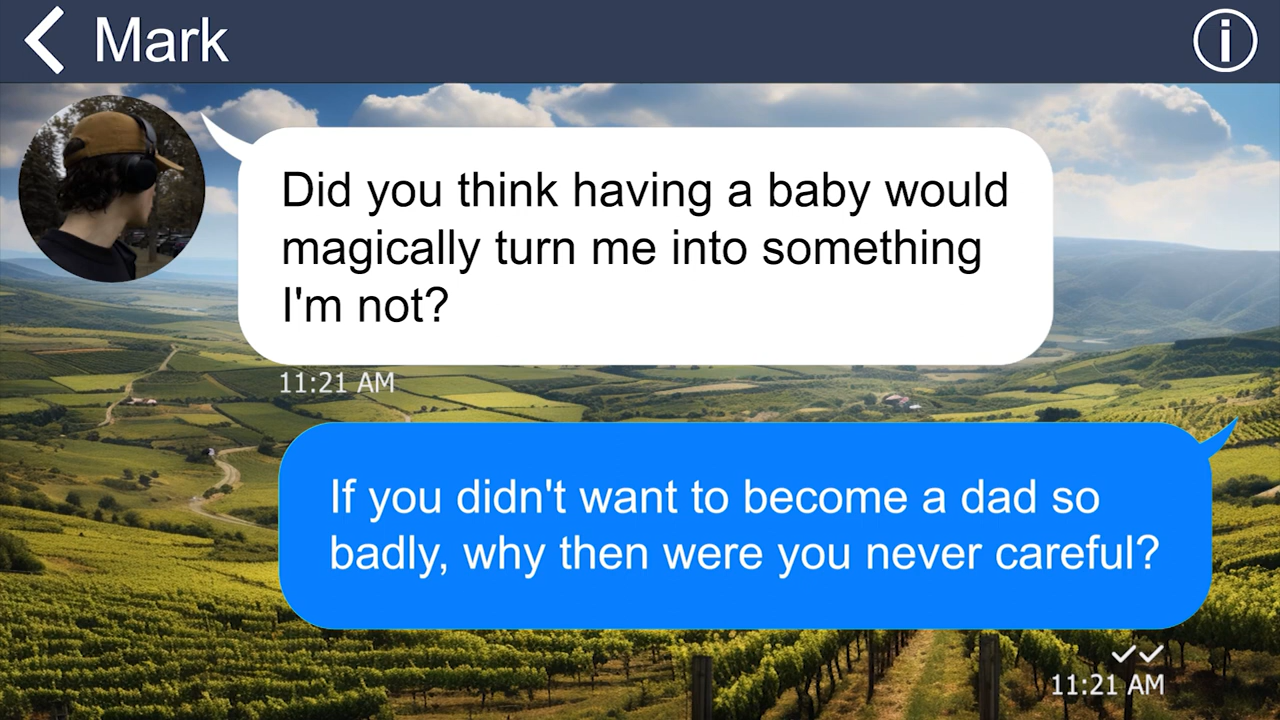 Mark
Did you think having a baby would
magically turn me into something
I'm not?
11:21 AM
If you didn't want to become a dad so
badly, why then were you never careful?
11:21 AM